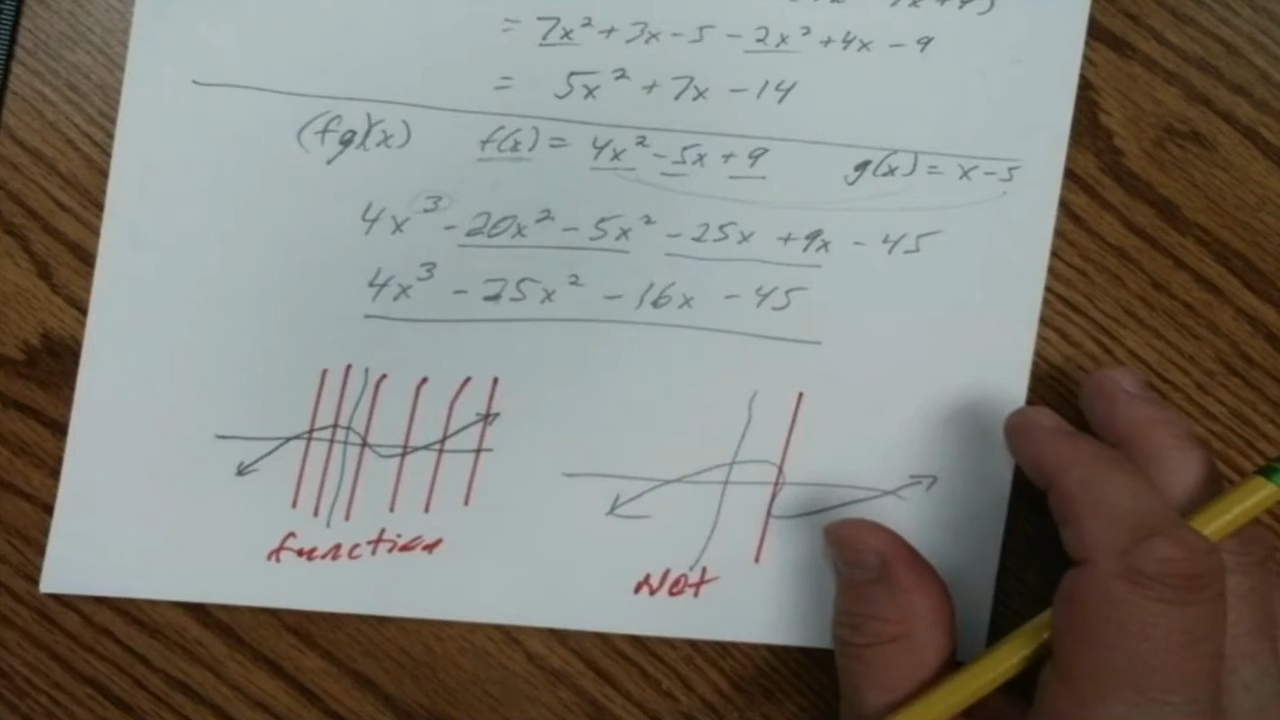 = 7x² + 3x - 5 - 2x² + 4x - 9
= 5x² + 7x - 14
(fg)(x) f(x) = 4x² - 5x + 9 g(x) = x - 5
4x³ - 20x² - 5x² - 25x + 9x - 45
4x³ - 25x² - 16x - 45
function
Not